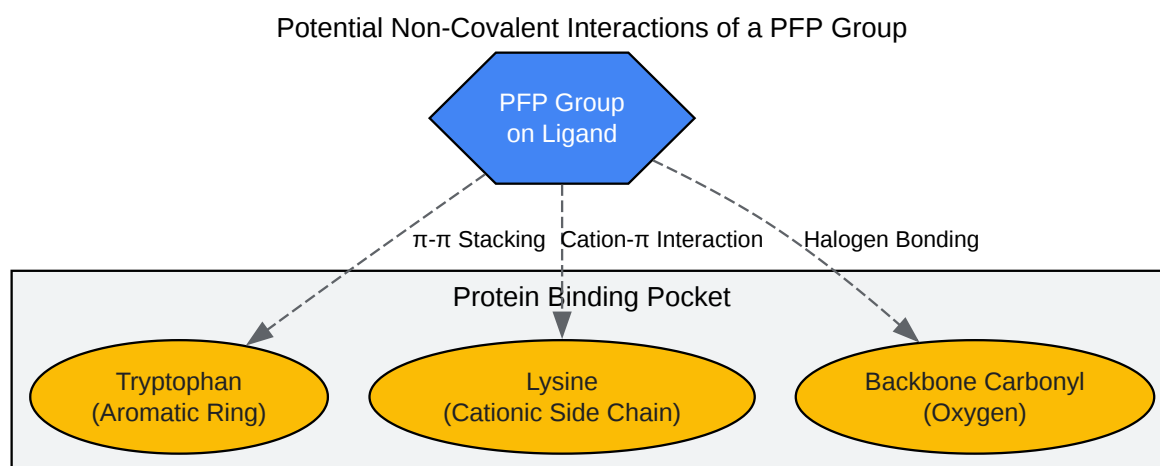 Potential Non-Covalent Interactions of a PFP Group
PFP Group
on Ligand
π-π Stacking
Cation-π Interaction
Halogen Bonding
Protein Binding Pocket
Tryptophan
(Aromatic Ring)
Lysine
(Cationic Side Chain)
Backbone Carbonyl
(Oxygen)